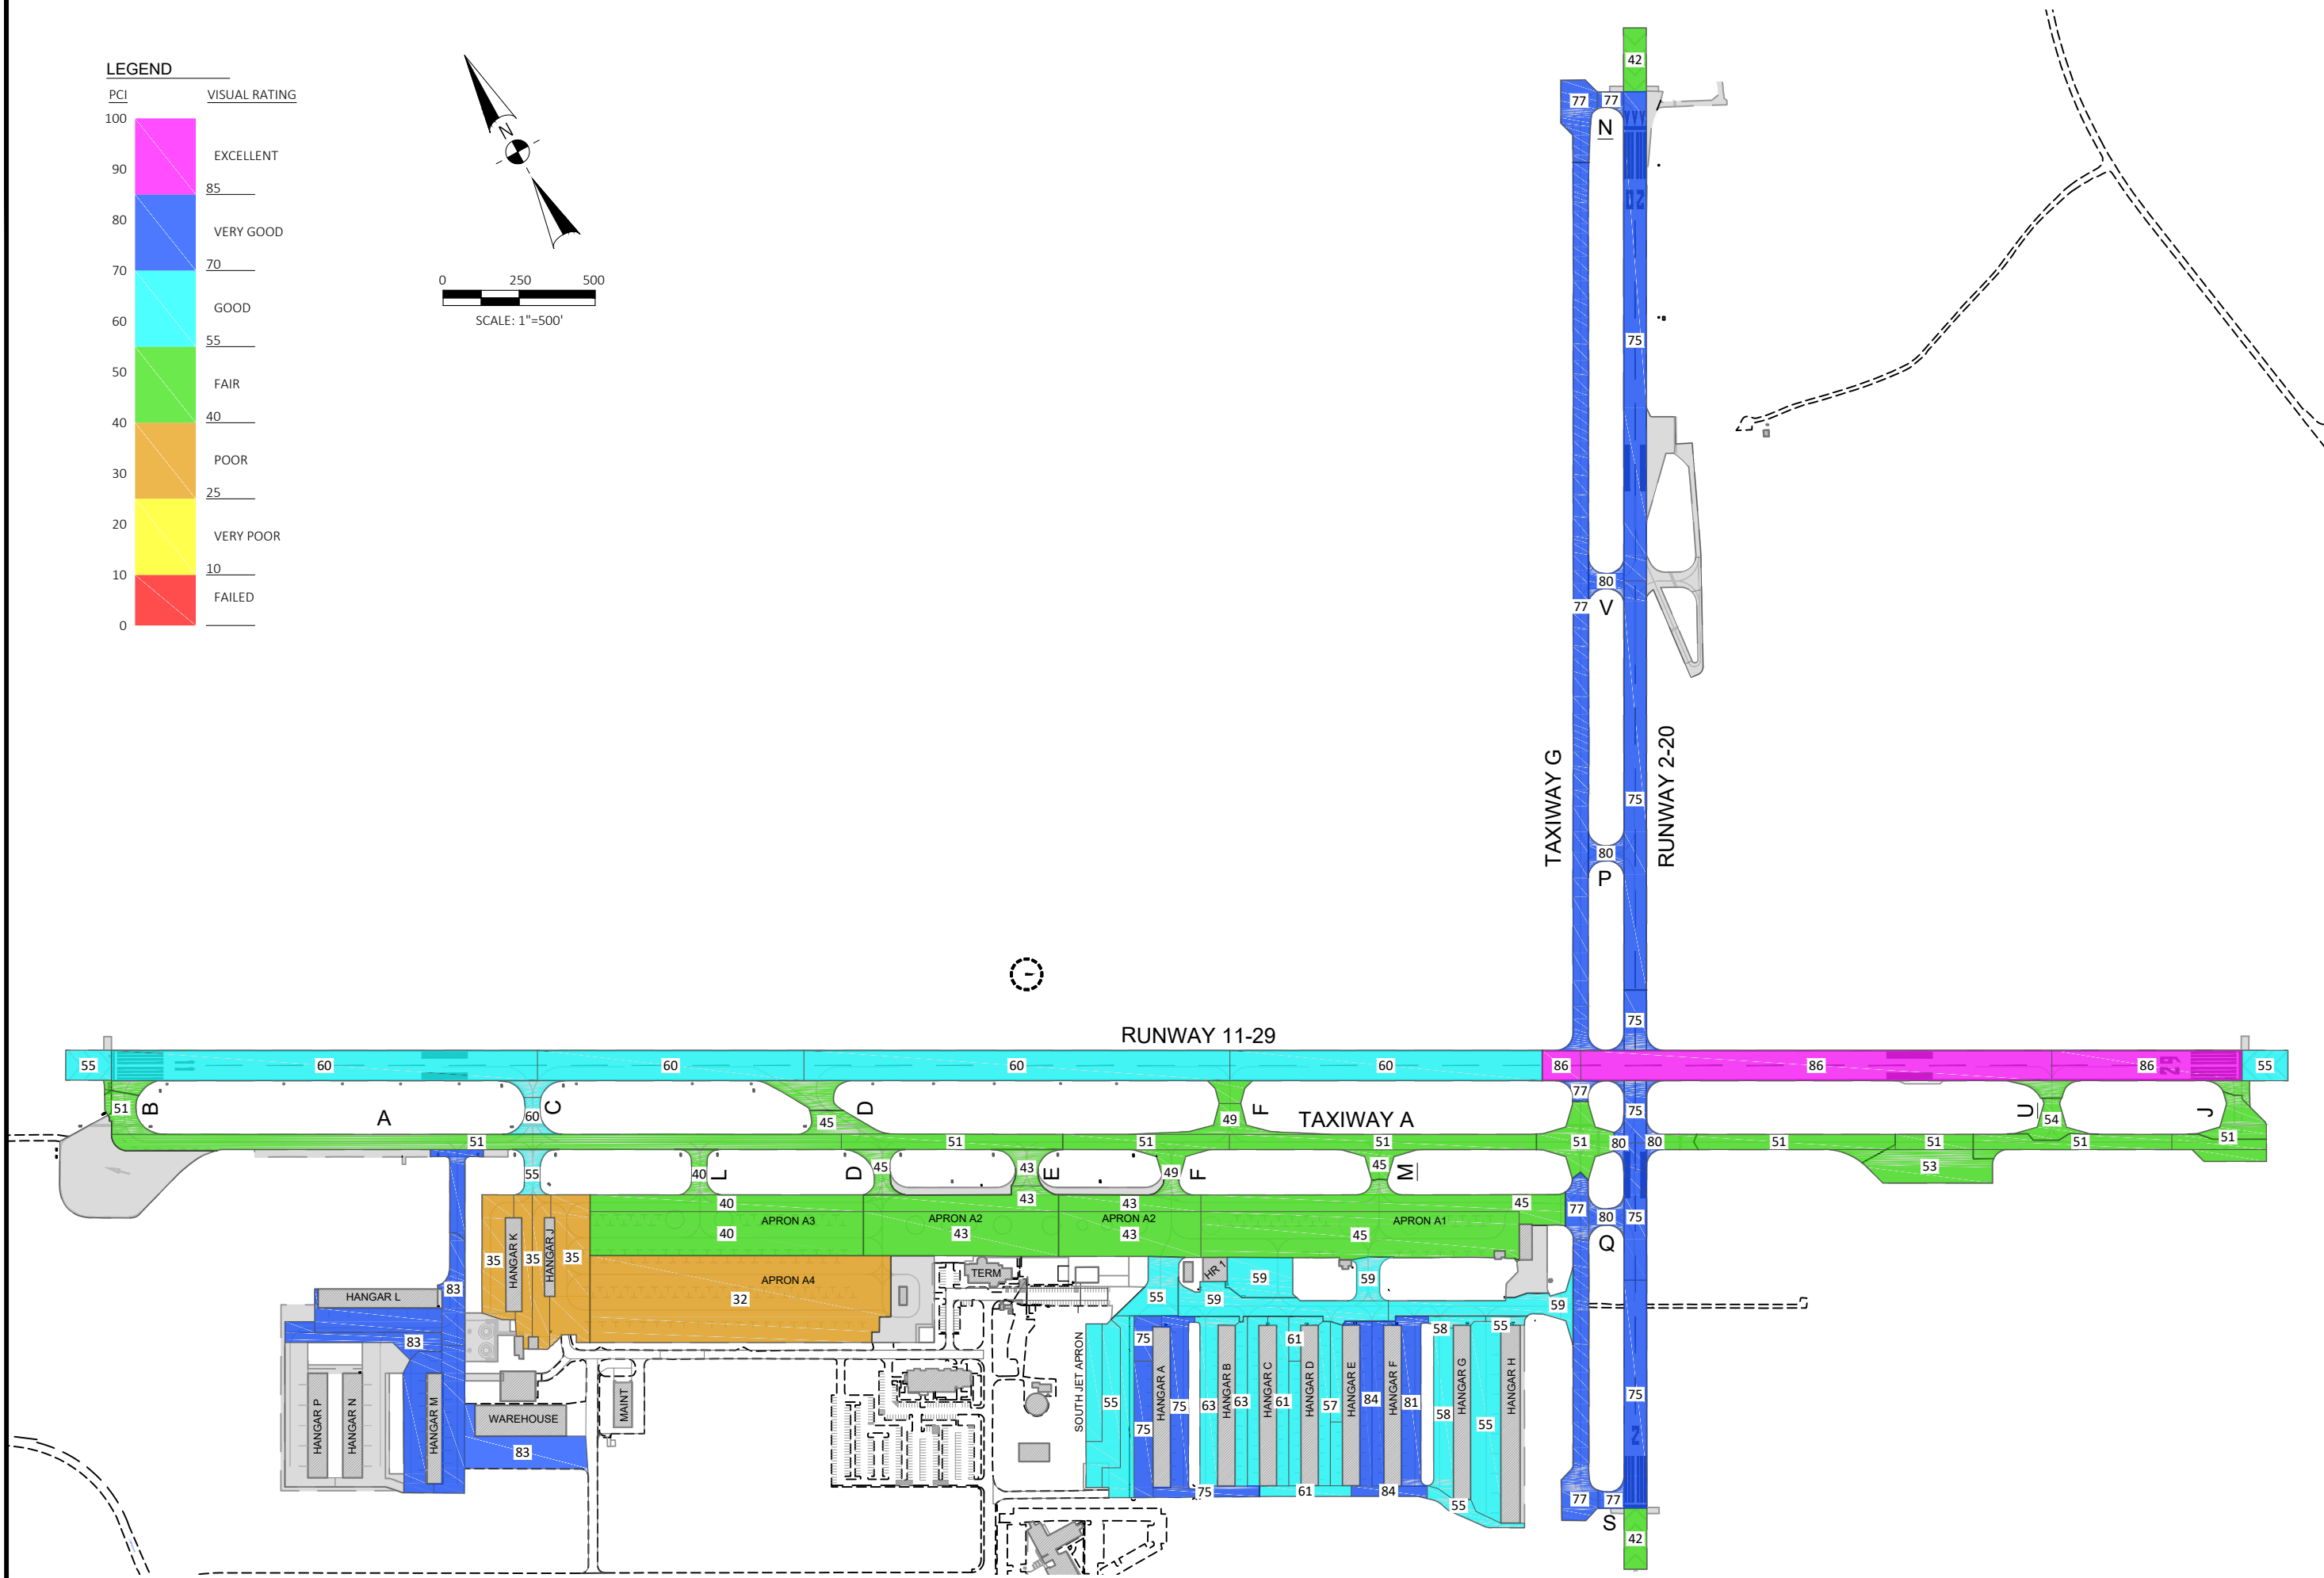 LEGEND
PCI VISUAL RATING
100
EXCELLENT
90
85
80
VERY GOOD
70 70
GOOD
60
55
50
FAIR
40 40
POOR
30
25
20
VERY POOR
10 10
FAILED
0
N
0 250 500
SCALE: 1"=500'
42
77 77
N
20
75
80
77 V
TAXIWAY G
RUNWAY 2-20
75
80
P
75
RUNWAY 11-29
55 11 60 60 60 60 86 86 86 29 55
77
51 B A 60 C 45 D 49 F TAXIWAY A 75 U 54 J
51 51 51 51 51 80 80 51 51 51 51
55 40 L D 45 43 E 49 F 45 M 53
40 43 43 45 77 80 75
APRON A3 APRON A2 APRON A2 APRON A1
40 43 43 45 Q
35 HANGAR K 35 HANGAR J 35
APRON A4
32
TERM
HR 1 59 59
83 55 59 59
HANGAR L
83
SOUTH JET APRON
55
75 HANGAR A 75 75
63 HANGAR B 63 HANGAR C 61 61 HANGAR D 57 HANGAR E 84 HANGAR F 81
58 58 HANGAR G 55 55 HANGAR H
75
2
HANGAR P HANGAR N HANGAR M
WAREHOUSE
MAINT
83
75 61 84 55
77 77
S
42